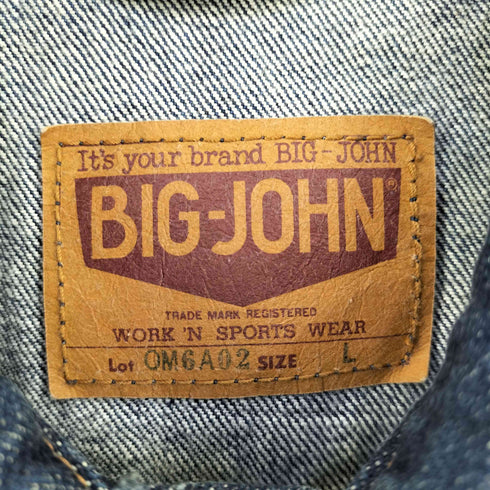 It's your brand BIG-JOHN
BIG-JOHN®
TRADE MARK REGISTERED
WORK 'N SPORTS WEAR
Lot OM6A02 SIZE L